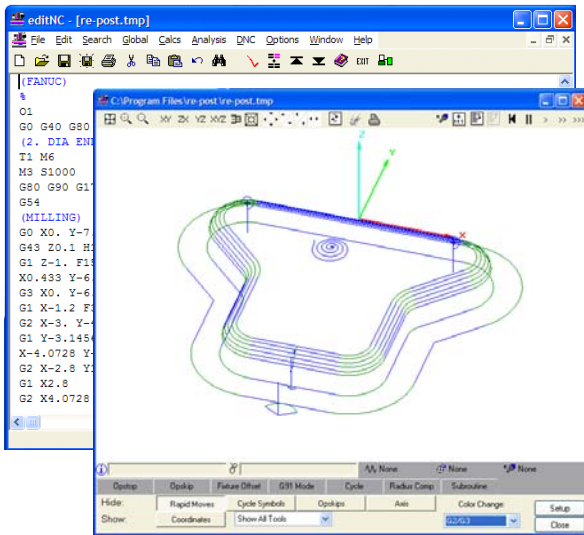 editNC - [re-post.tmp]
File Edit Search Global Calcs Analysis DNC Options Window Help
EXIT
(FANUC)
%
O1
G0 G40 G80
(2. DIA EN
T1 M6
M3 S1000
G80 G90 G1
G54
(MILLING)
G0 X0. Y-7.
G43 Z0.1 H1
G1 Z-1. F15
X0.433 Y-6.
G3 X0. Y-6.
G1 X-1.2 F
G2 X-3. Y-
G1 Y-3.1456
X-4.0728 Y-
G2 X-2.8 Y
G1 X2.8
G2 X4.0728
C:\Program Files\re-post\re-post.tmp
XY ZX YZ XYZ
Z
Y
X
None None None
Opstop Opskip Fixture Offset G91 Mode Cycle Radius Comp Subroutine
Hide: Rapid Moves Cycle Symbols Opskips Axis Color Change: Setup
Show: Coordinates Show All Tools G2/G3 Close